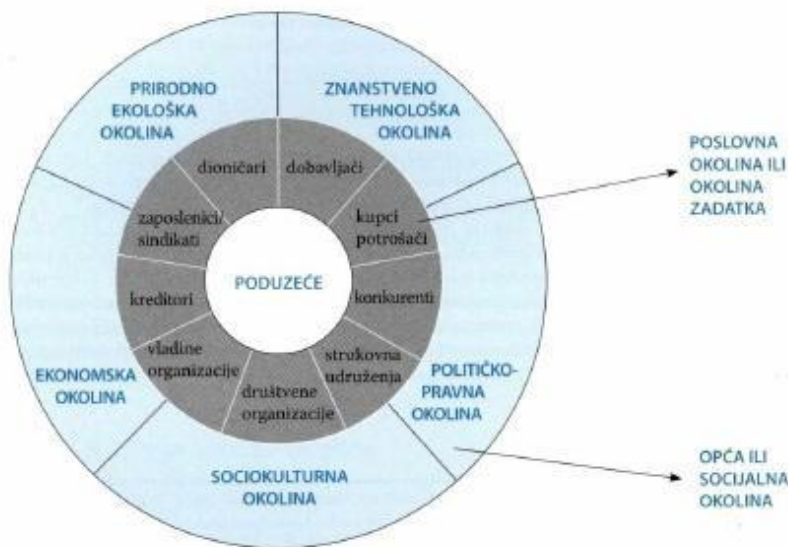 PRIRODNO
EKOLOŠKA
OKOLINA
ZNANSTVENO
TEHNOLOŠKA
OKOLINA
POSLOVNA
OKOLINA ILI
OKOLINA
ZADATKA
dioničari
dobavljači
zaposlenici/
sindikati
kupci
potrošači
PODUZEĆE
kreditori
konkurenti
vladine
organizacije
strukovna
udruženja
društvene
organizacije
EKONOMSKA
OKOLINA
POLITIČKO-
PRAVNA
OKOLINA
SOCIOKULTURNA
OKOLINA
OPĆA ILI
SOCIJALNA
OKOLINA